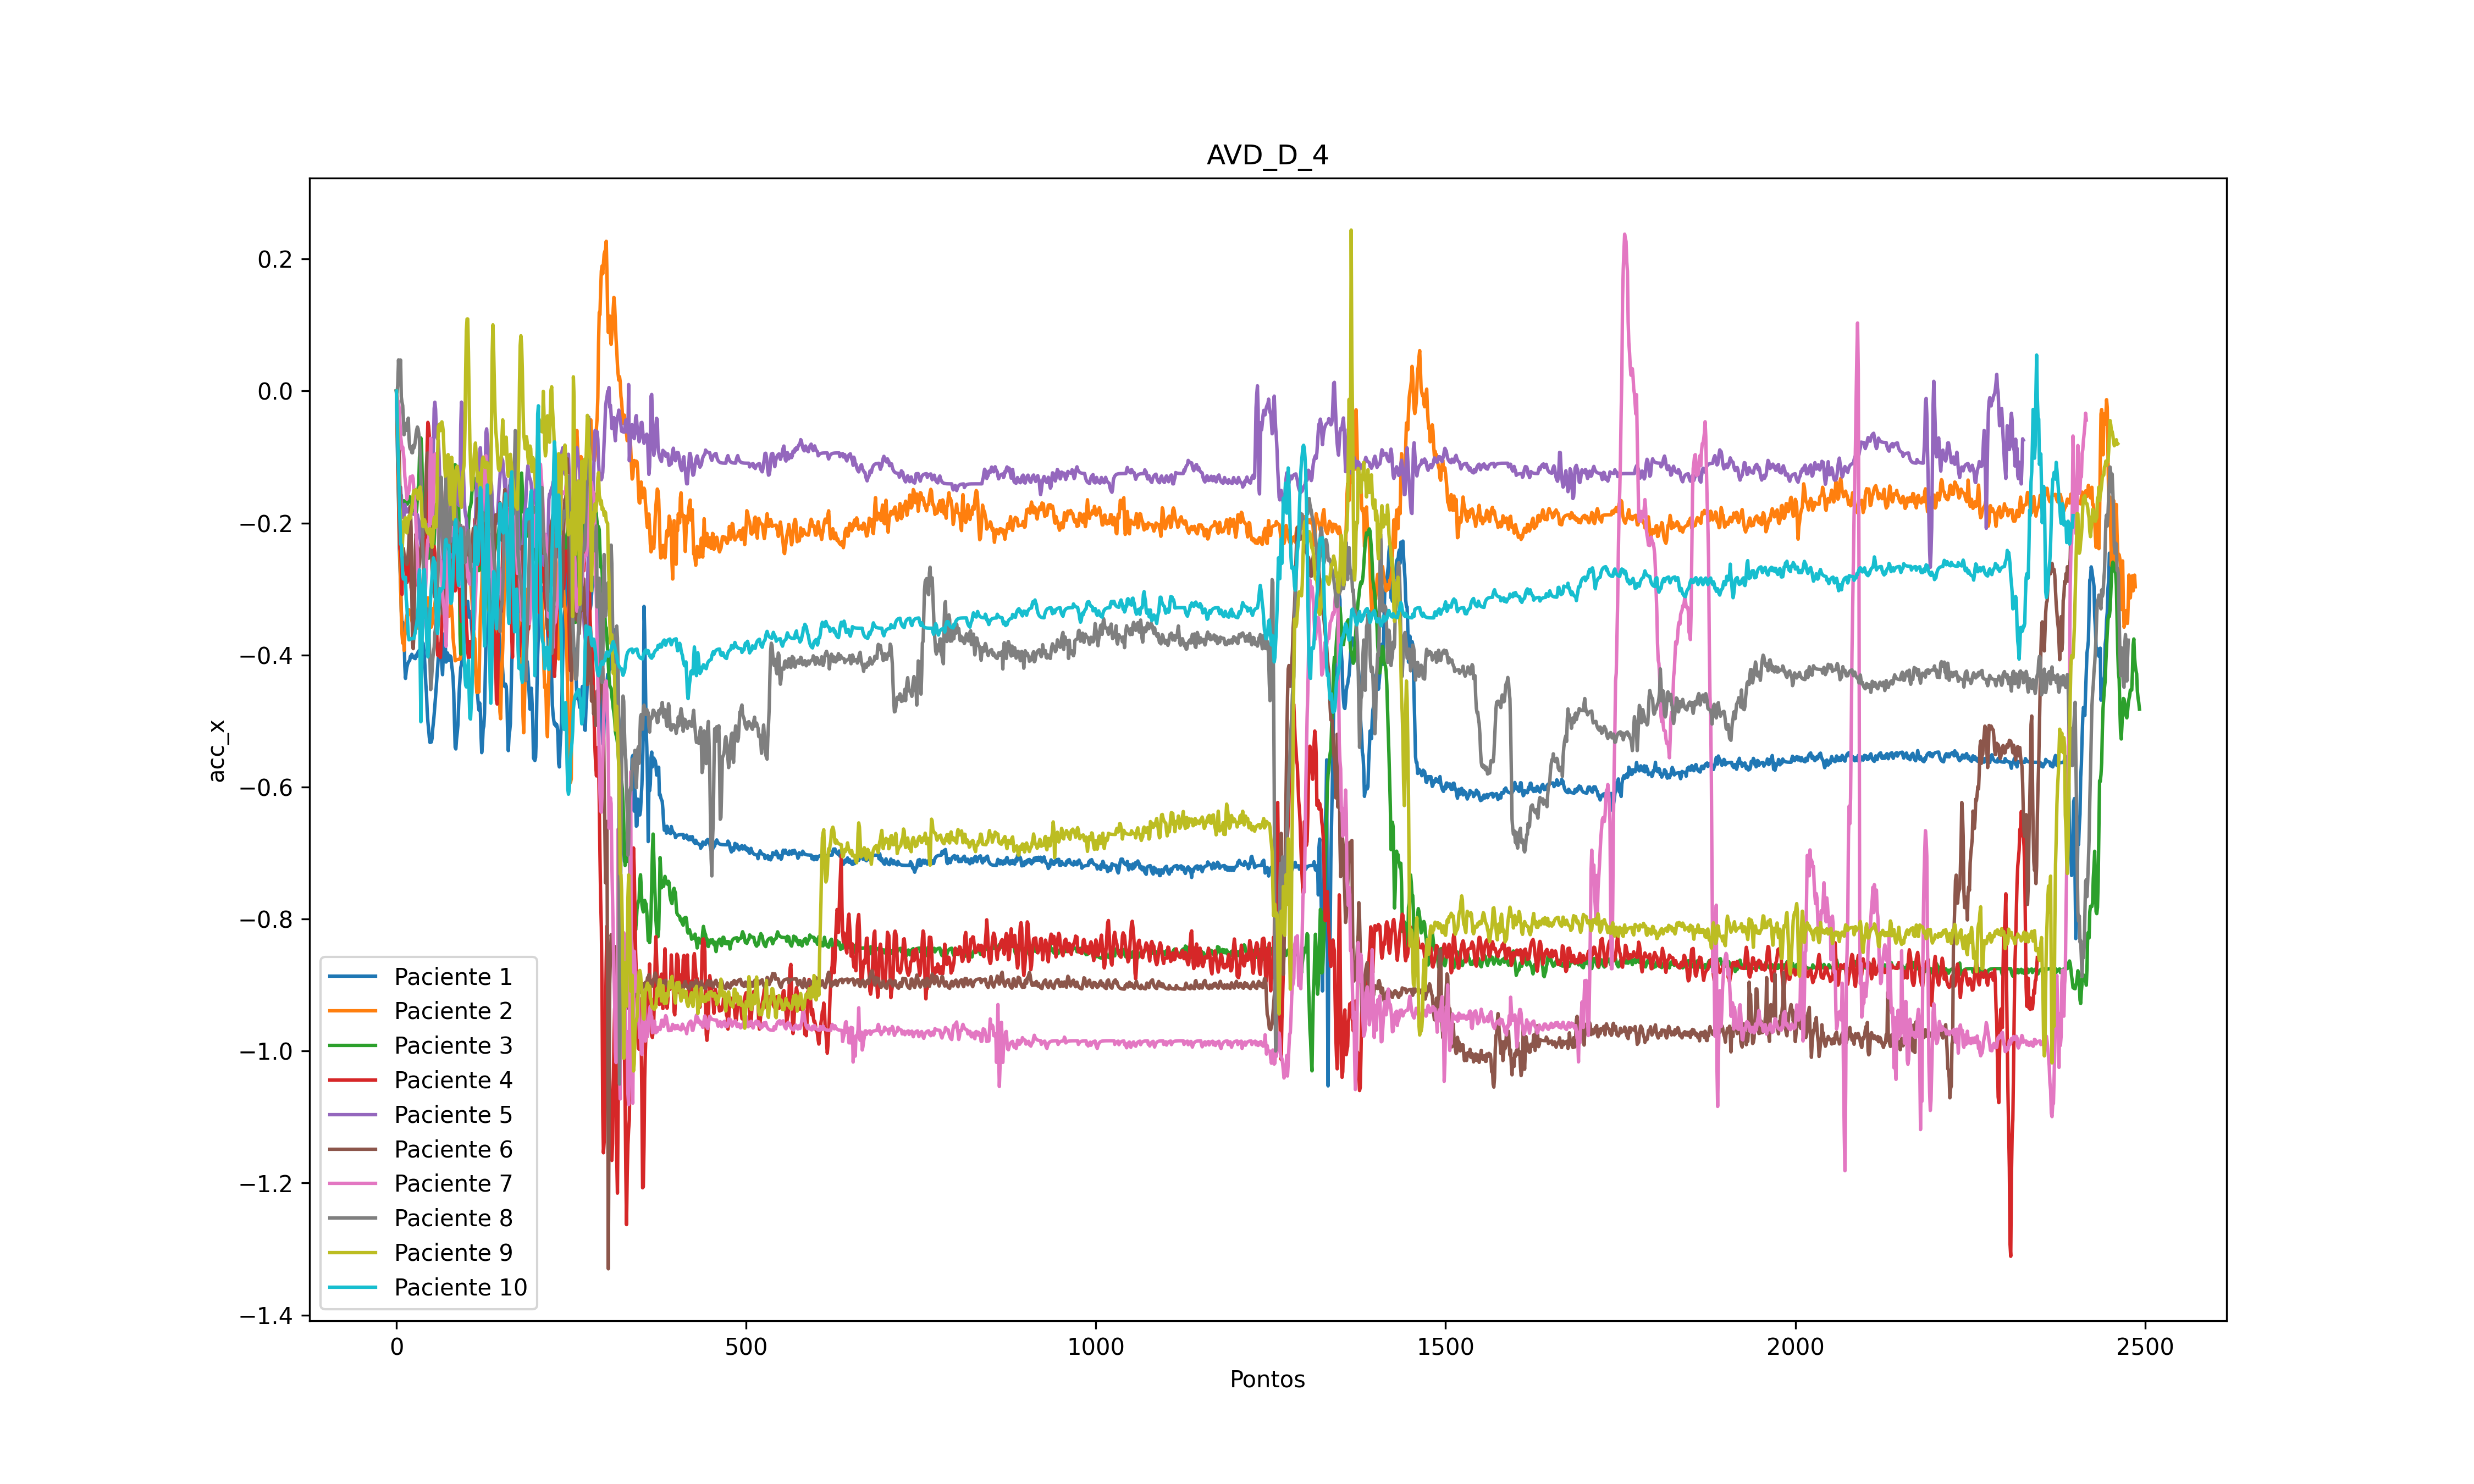 AVD_D_4
acc_x
0.2
0.0
−0.2
−0.4
−0.6
−0.8
−1.0
−1.2
−1.4
Paciente 1
Paciente 2
Paciente 3
Paciente 4
Paciente 5
Paciente 6
Paciente 7
Paciente 8
Paciente 9
Paciente 10
0 500 1000 1500 2000 2500
Pontos